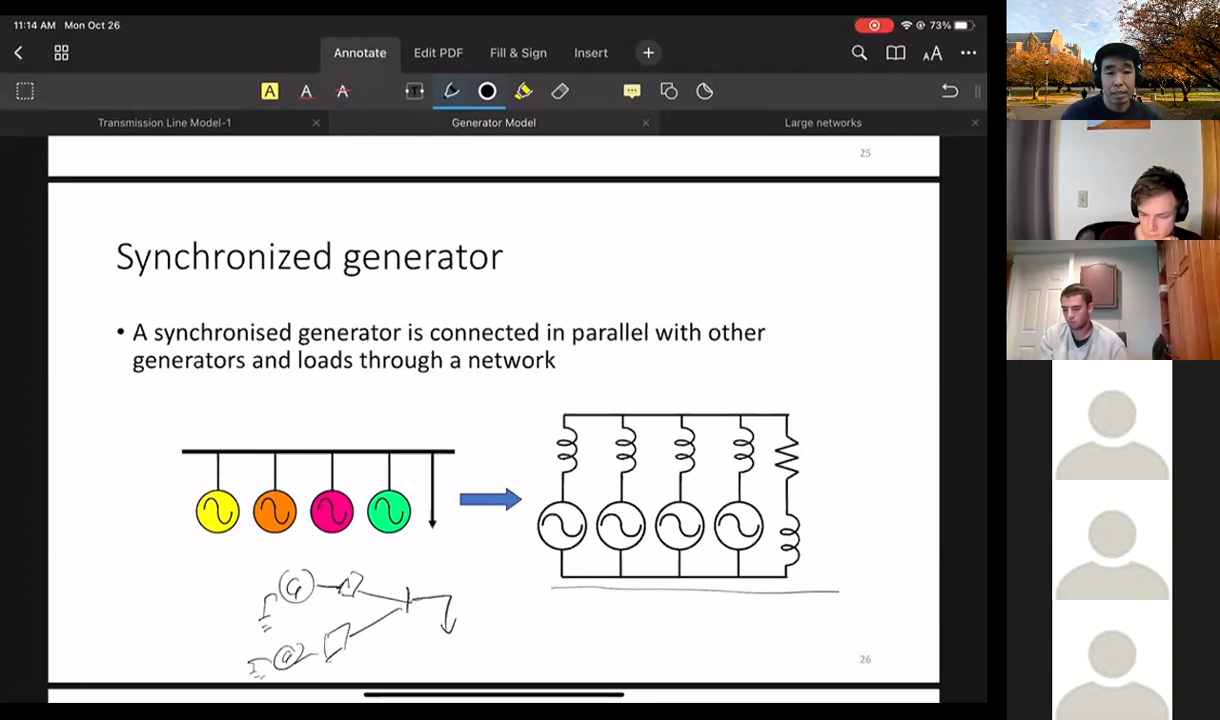 11:14 AM Mon Oct 26
73%
Annotate Edit PDF Fill & Sign Insert
A A A T AA
Transmission Line Model-1 Generator Model Large networks
25
Synchronized generator
• A synchronised generator is connected in parallel with other
generators and loads through a network
G
G2
26